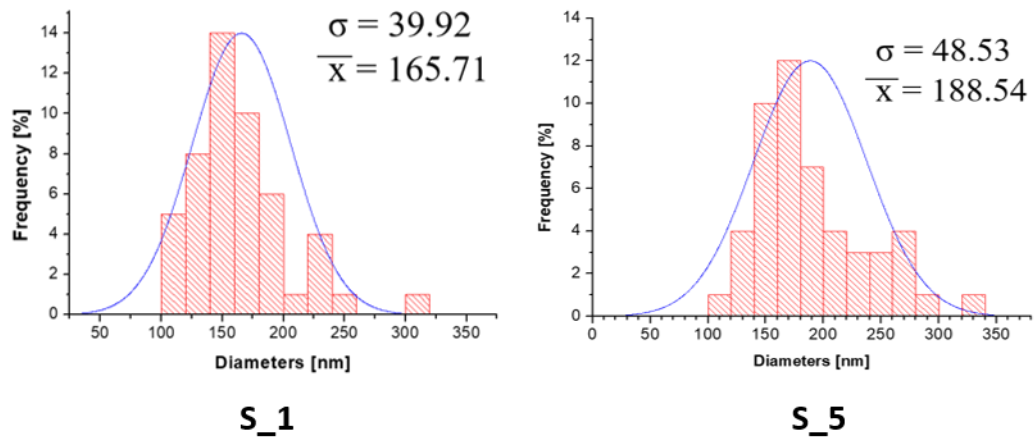 σ = 39.92
x̅ = 165.71
Frequency [%]
14
12
10
8
6
4
2
0
50 100 150 200 250 300 350
Diameters [nm]
S_1
σ = 48.53
x̅ = 188.54
Frequency [%]
14
12
10
8
6
4
2
0
0 50 100 150 200 250 300 350
Diameters [nm]
S_5